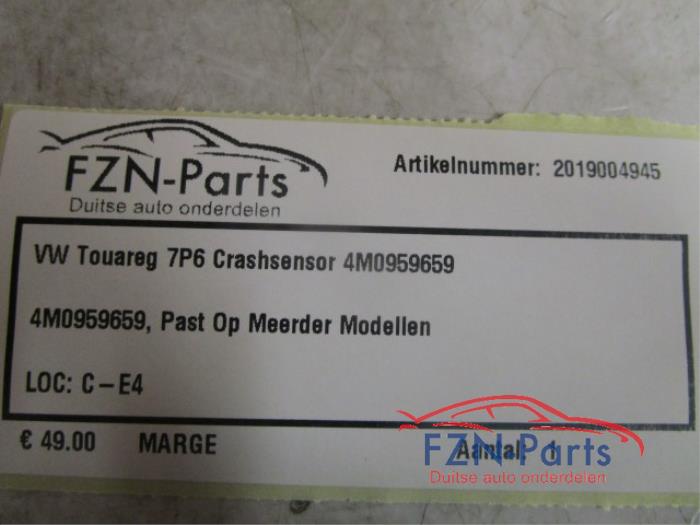 FZN-Parts
Duitse auto onderdelen
Artikelnummer: 2019004945
VW Touareg 7P6 Crashsensor 4M0959659
4M0959659, Past Op Meerder Modellen
LOC: C-E4
€ 49.00 MARGE Aantal: 1
FZN-Parts
Duitse auto onderdelen